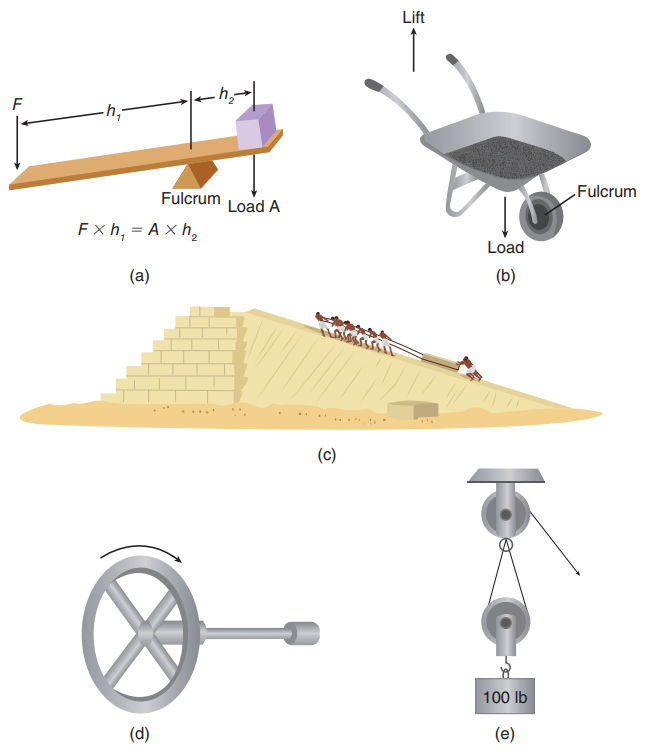 Lift
F
h₁
h₂
Fulcrum
Load A
F × h₁ = A × h₂
(a)
Fulcrum
Load
(b)
(c)
100 lb
(d)
(e)